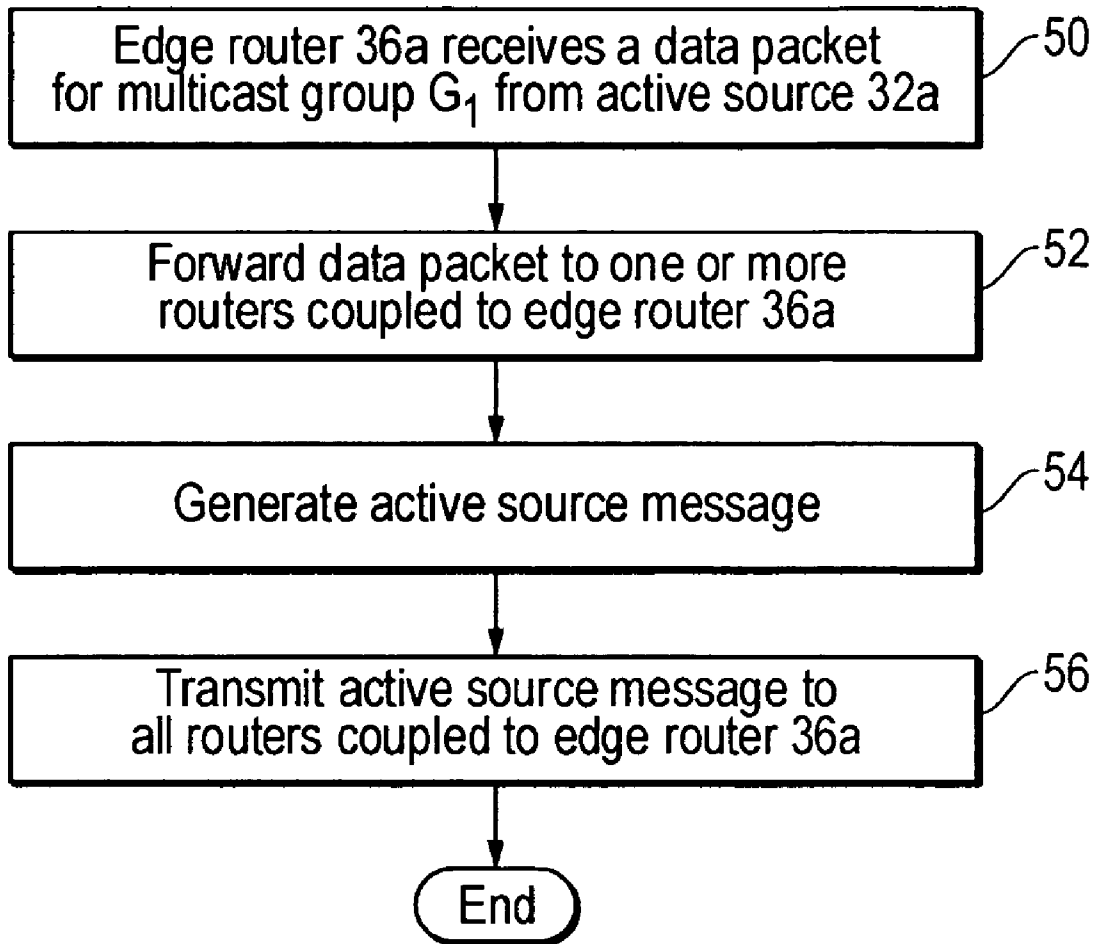 Edge router 36a receives a data packet
for multicast group G₁ from active source 32a
50
Forward data packet to one or more
routers coupled to edge router 36a
52
Generate active source message
54
Transmit active source message to
all routers coupled to edge router 36a
56
End